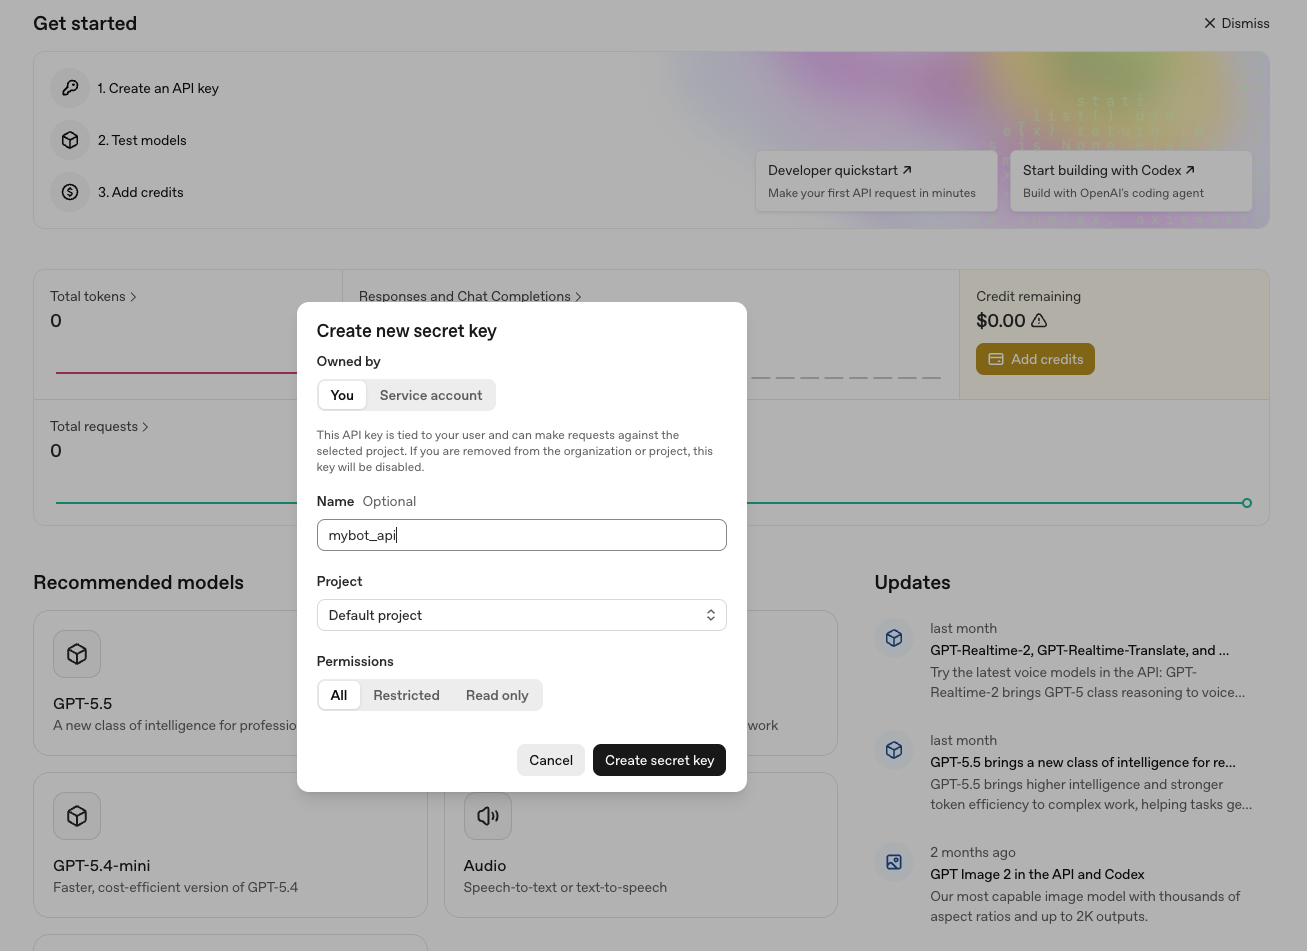 Get started
Dismiss
1. Create an API key
2. Test models
3. Add credits
Developer quickstart
Make your first API request in minutes
Start building with Codex
Build with OpenAI's coding agent
Total tokens
0
Responses and Chat Completions
Credit remaining
$0.00
Add credits
Total requests
0
Create new secret key
Owned by
You
Service account
This API key is tied to your user and can make requests against the
selected project. If you are removed from the organization or project, this
key will be disabled.
Name Optional
mybot_api
Project
Default project
Permissions
All
Restricted
Read only
Cancel
Create secret key
Recommended models
GPT-5.5
A new class of intelligence for professio
work
GPT-5.4-mini
Faster, cost-efficient version of GPT-5.4
Audio
Speech-to-text or text-to-speech
Updates
last month
GPT-Realtime-2, GPT-Realtime-Translate, and ...
Try the latest voice models in the API: GPT-
Realtime-2 brings GPT-5 class reasoning to voice...
last month
GPT-5.5 brings a new class of intelligence for re...
GPT-5.5 brings higher intelligence and stronger
token efficiency to complex work, helping tasks ge...
2 months ago
GPT Image 2 in the API and Codex
Our most capable image model with thousands of
aspect ratios and up to 2K outputs.